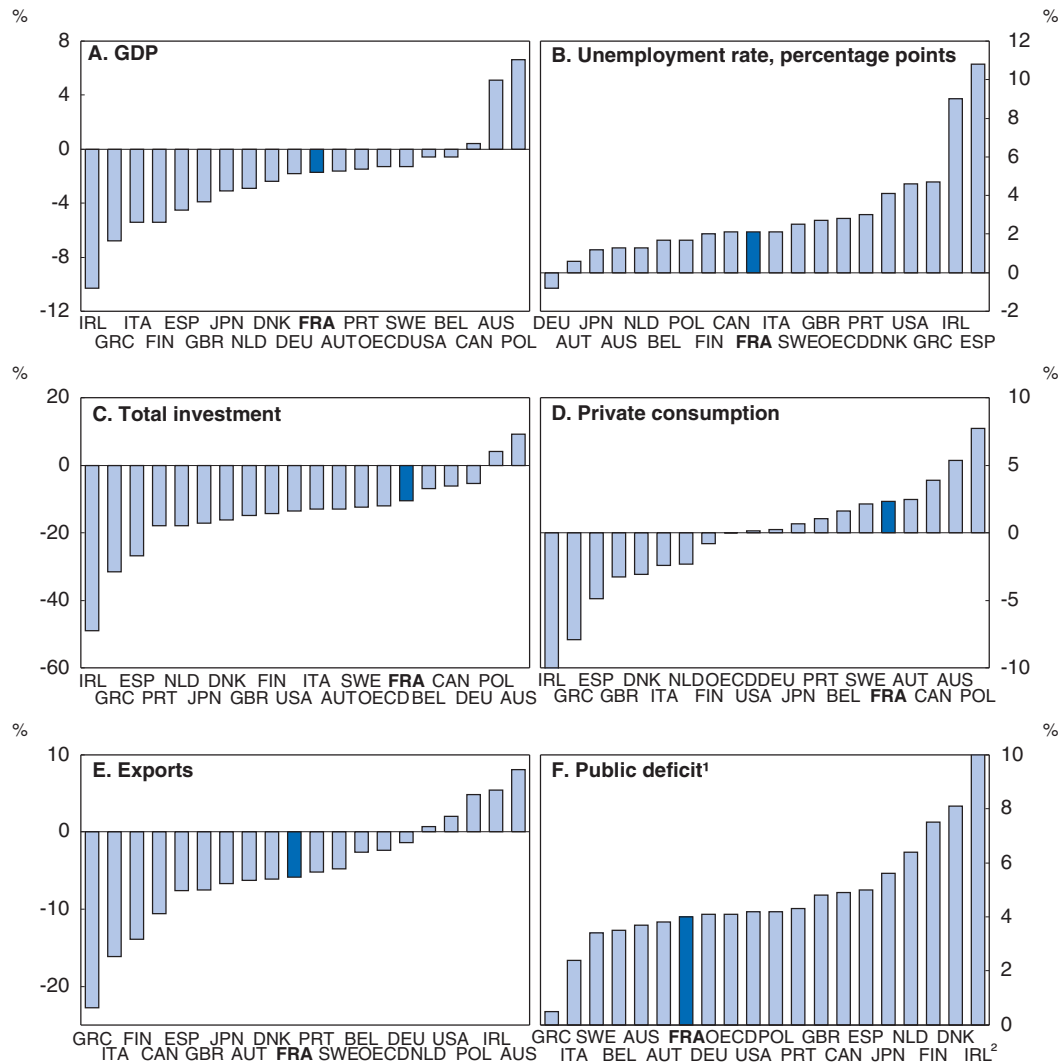 % %
A. GDP
8
4
0
-4
-8
-12
IRL ITA ESP JPN DNK FRA PRT SWE BEL AUS
GRC FIN GBR NLD DEU AUT OECD USA CAN POL
B. Unemployment rate, percentage points
12
10
8
6
4
2
0
-2
DEU JPN NLD POL CAN ITA GBR PRT USA IRL
AUT AUS BEL FIN FRA SWE OECD DNK GRC ESP
% %
C. Total investment
20
0
-20
-40
-60
IRL ESP NLD DNK FIN ITA SWE FRA CAN POL
GRC PRT JPN GBR USA AUT OECD BEL DEU AUS
D. Private consumption
10
5
0
-5
-10
IRL ESP DNK NLD OECD DEU PRT SWE AUT AUS
GRC GBR ITA FIN USA JPN BEL FRA CAN POL
% %
E. Exports
10
0
-10
-20
GRC FIN ESP JPN DNK PRT BEL DEU USA IRL
ITA CAN GBR AUT FRA SWE OECD NLD POL AUS
F. Public deficit¹
10
8
6
4
2
0
GRC SWE AUS FRA OECD POL GBR ESP NLD DNK
ITA BEL AUT DEU USA PRT CAN JPN FIN IRL²